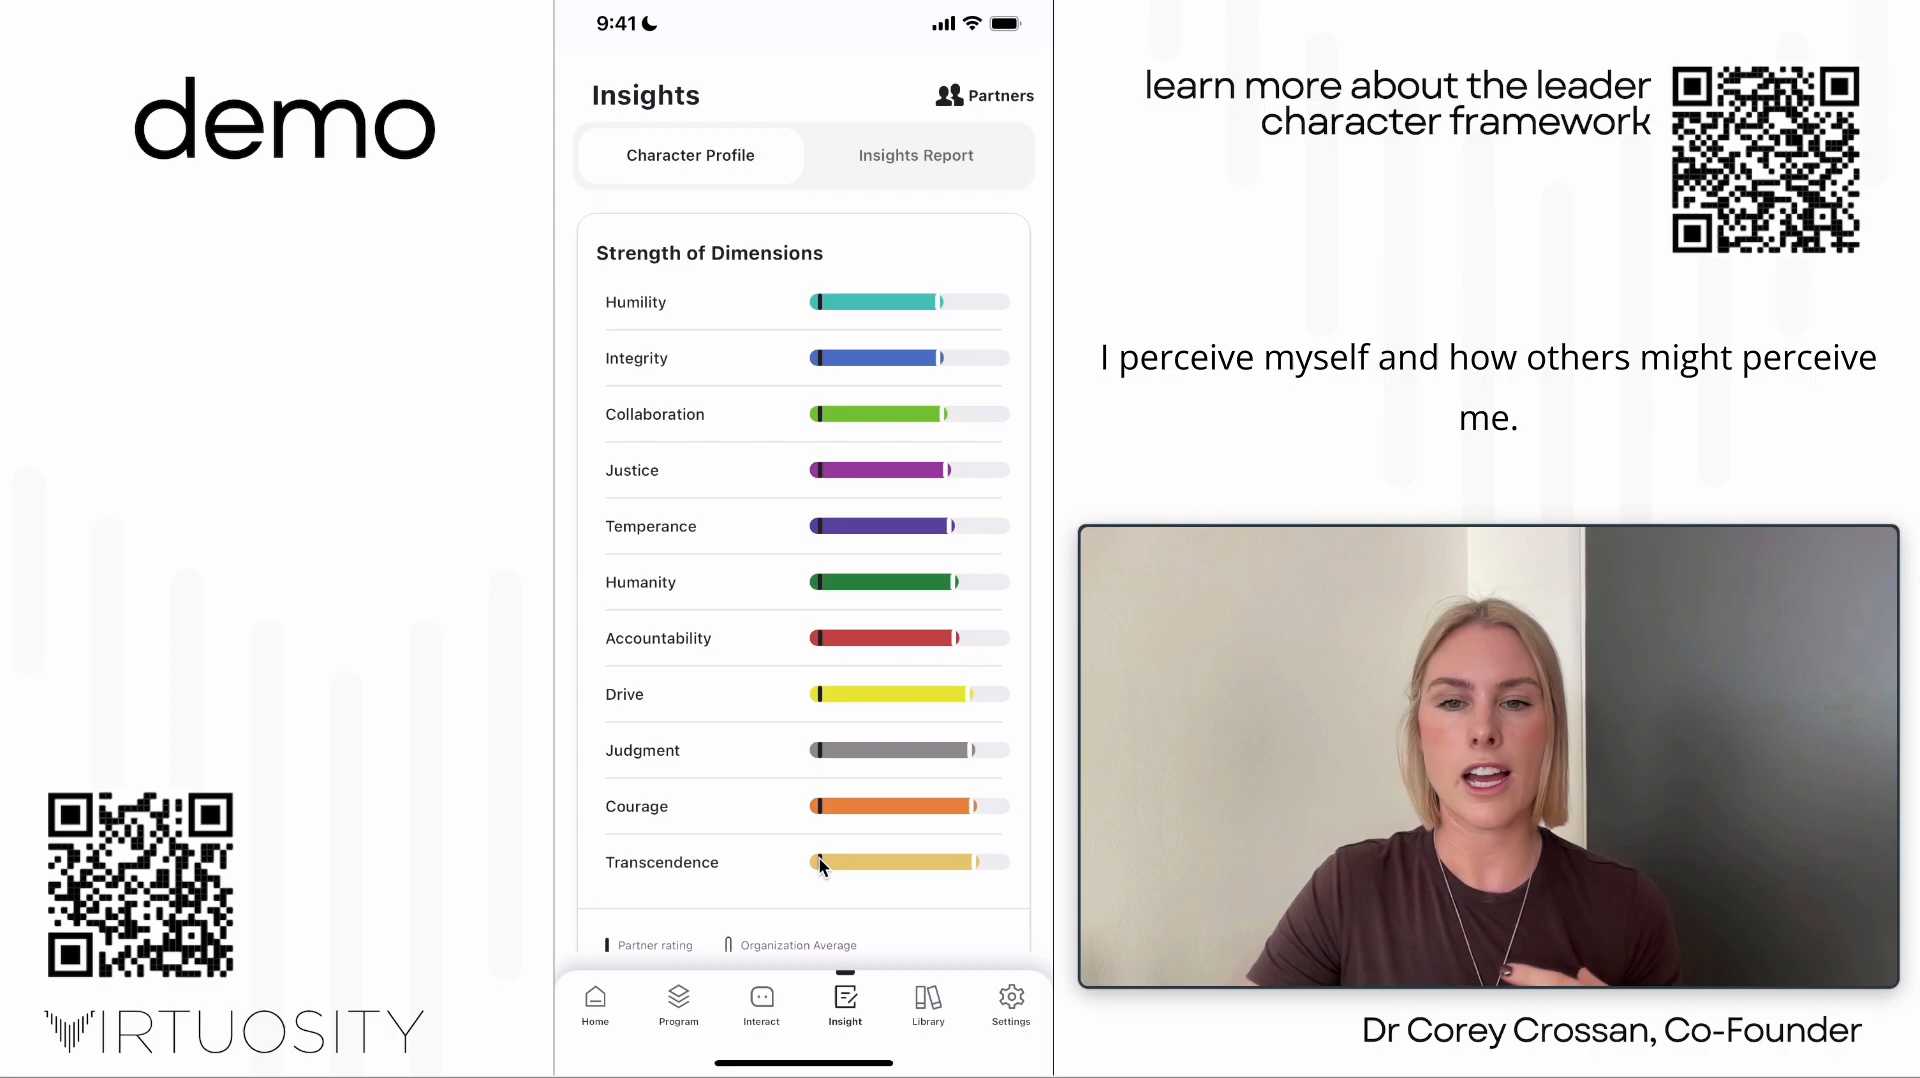 demo
VIRTUOSITY
9:41
Insights
Partners
Character Profile
Insights Report
Strength of Dimensions
Humility
Integrity
Collaboration
Justice
Temperance
Humanity
Accountability
Drive
Judgment
Courage
Transcendence
Partner rating
Organization Average
Home
Program
Interact
Insight
Library
Settings
learn more about the leader
character framework
I perceive myself and how others might perceive
me.
Dr Corey Crossan, Co-Founder